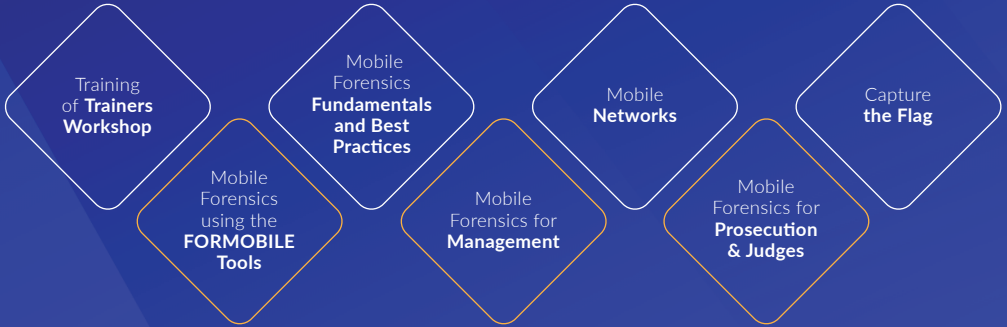 Training
of Trainers
Workshop
Mobile
Forensics
using the
FORMOBILE
Tools
Mobile
Forensics
Fundamentals
and Best
Practices
Mobile
Forensics for
Management
Mobile
Networks
Mobile
Forensics for
Prosecution
& Judges
Capture
the Flag